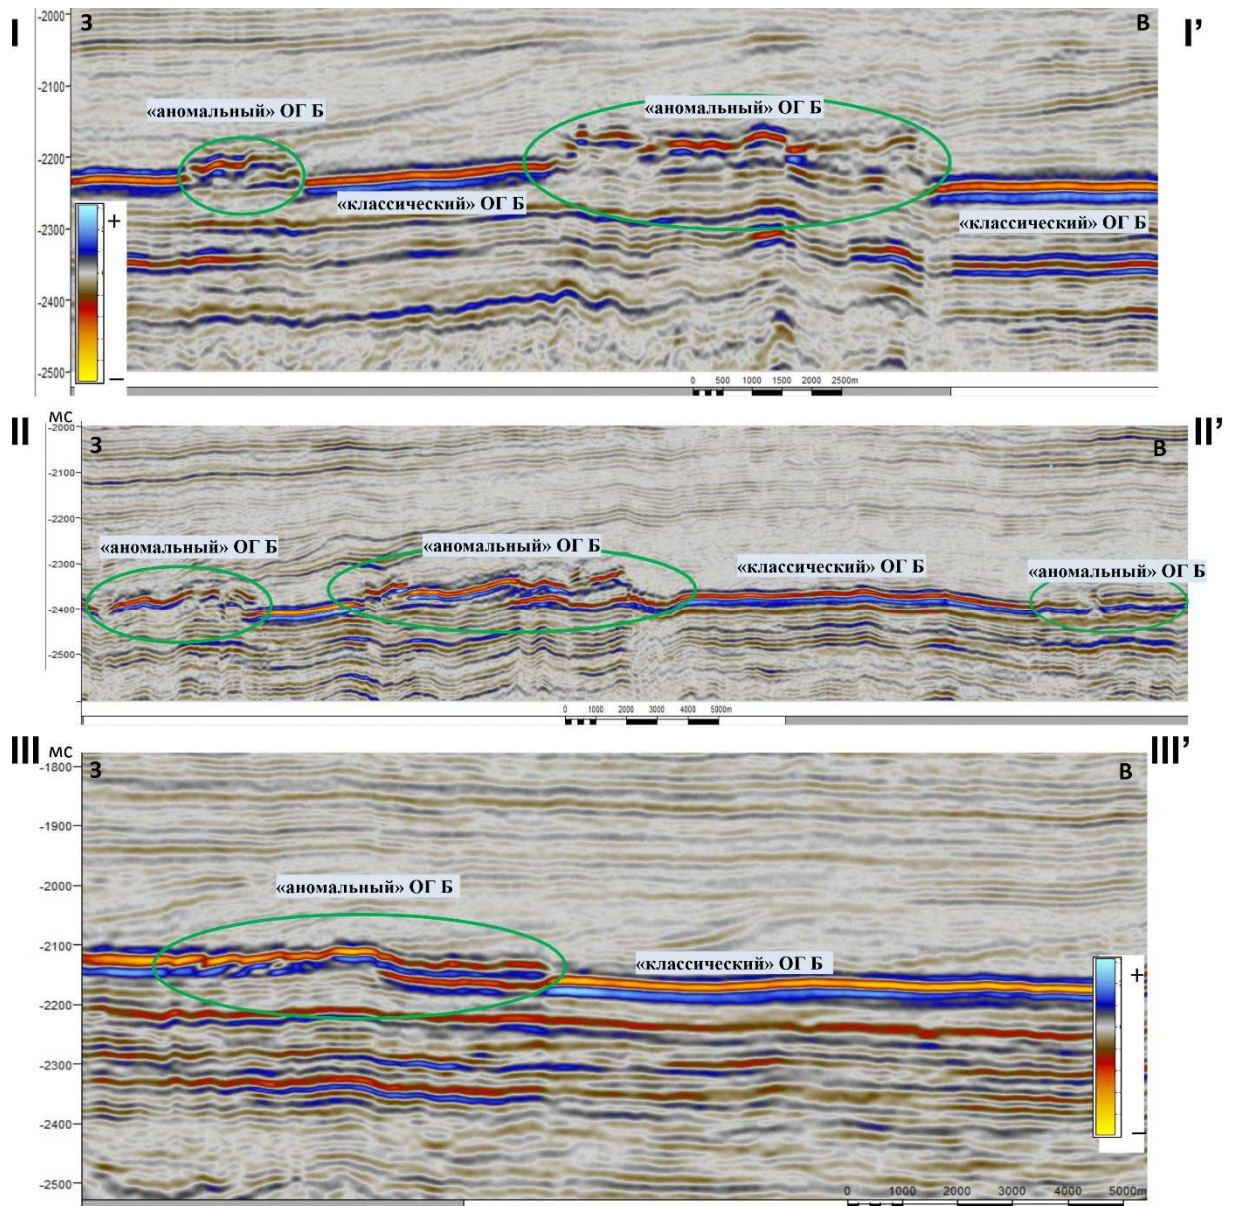 I
З
В
I’
-2000
-2100
«аномальный» ОГ Б
«аномальный» ОГ Б
-2200
«классический» ОГ Б
+
«классический» ОГ Б
-2300
-2400
–
-2500
0 500 1000 1500 2000 2500m
II
мс
З
В
II’
-2000
-2100
-2200
«аномальный» ОГ Б
«аномальный» ОГ Б
-2300
«классический» ОГ Б
«аномальный» ОГ Б
-2400
-2500
0 1000 2000 3000 4000 5000m
III
мс
З
В
III’
-1800
-1900
«аномальный» ОГ Б
-2000
-2100
«классический» ОГ Б
+
-2200
-2300
-2400
–
-2500
0 1000 2000 3000 4000 5000m